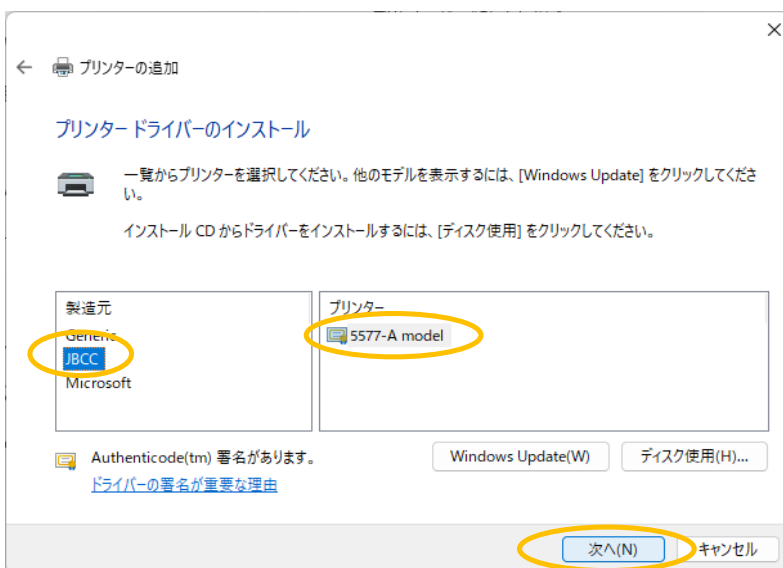 プリンターの追加
プリンター ドライバーのインストール
一覧からプリンターを選択してください。他のモデルを表示するには、[Windows Update] をクリックしてくださ
い。
インストール CD からドライバーをインストールするには、[ディスク使用] をクリックしてください。
製造元
Generic
JBCC
Microsoft
プリンター
5577-A model
Authenticode(tm) 署名があります。
ドライバーの署名が重要な理由
Windows Update(W)
ディスク使用(H)...
次へ(N)
キャンセル